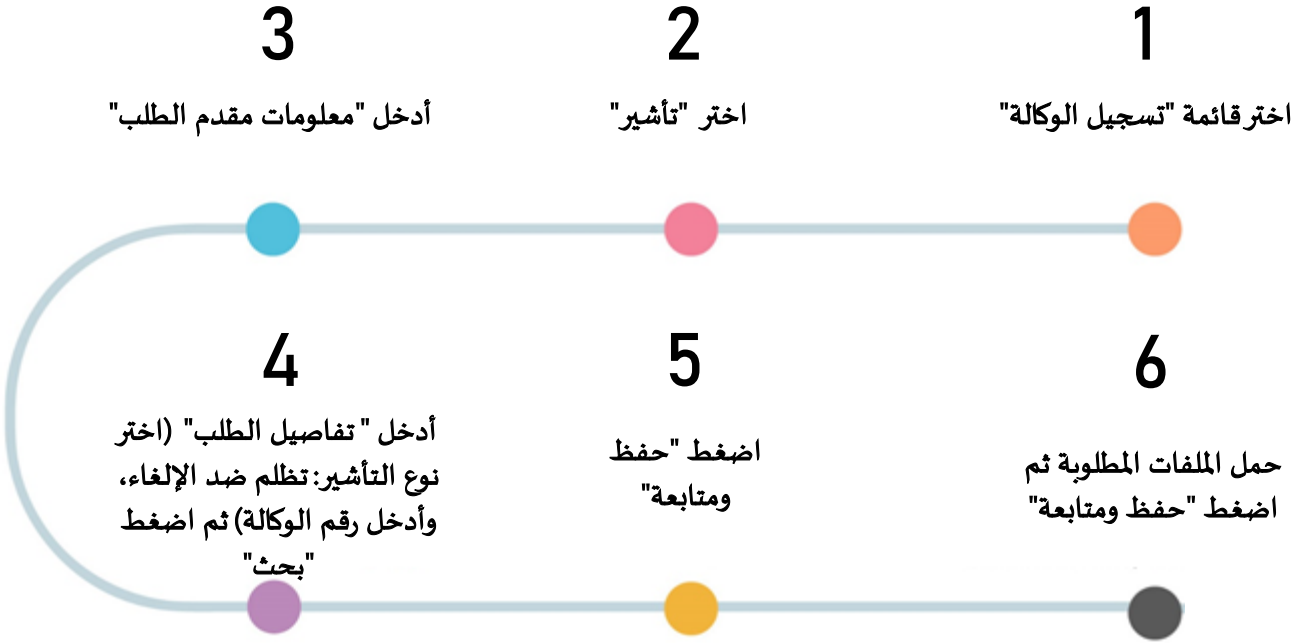 1
اختر قائمة "تسجيل الوكالة"
2
اختر "تأشير"
3
أدخل "معلومات مقدم الطلب"
4
أدخل "تفاصيل الطلب" (اختر
نوع التأشير: تظلم ضد الإلغاء،
وأدخل رقم الوكالة) ثم اضغط
"بحث"
5
اضغط "حفظ
ومتابعة"
6
حمل الملفات المطلوبة ثم
اضغط "حفظ ومتابعة"